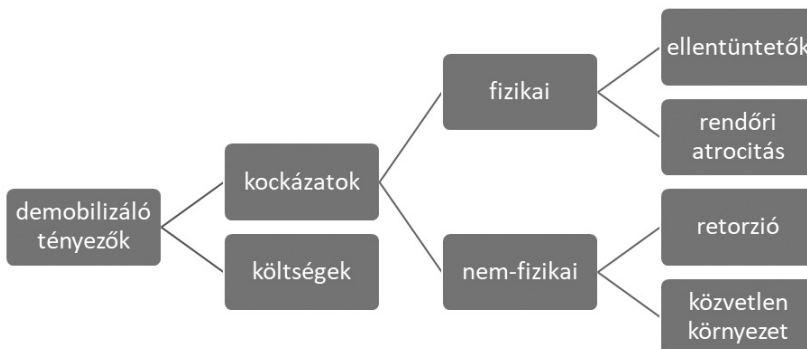 demobilizáló
tényezők
kockázatok
költségek
fizikai
nem-fizikai
ellentüntetők
rendőri
atrocitás
retorzió
közvetlen
környezet